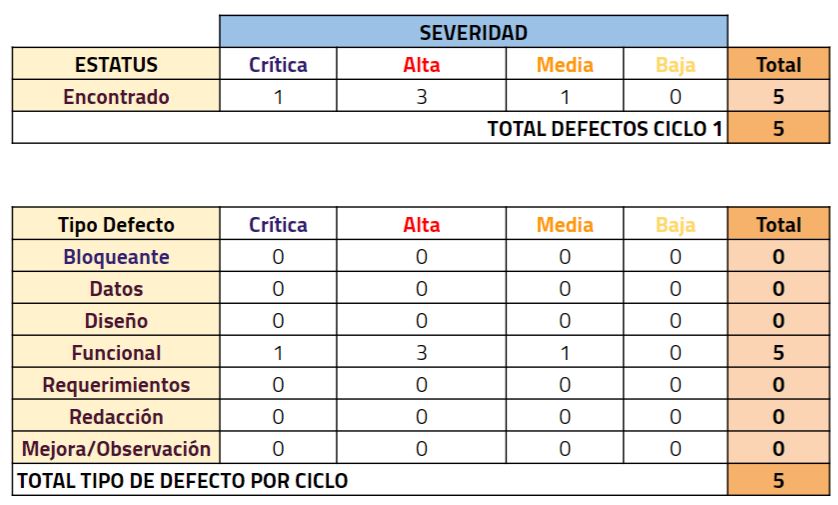 SEVERIDAD
ESTATUS Crítica Alta Media Baja Total
Encontrado 1 3 1 0 5
TOTAL DEFECTOS CICLO 1 5
Tipo Defecto Crítica Alta Media Baja Total
Bloqueante 0 0 0 0 0
Datos 0 0 0 0 0
Diseño 0 0 0 0 0
Funcional 1 3 1 0 5
Requerimientos 0 0 0 0 0
Redacción 0 0 0 0 0
Mejora/Observación 0 0 0 0 0
TOTAL TIPO DE DEFECTO POR CICLO 5